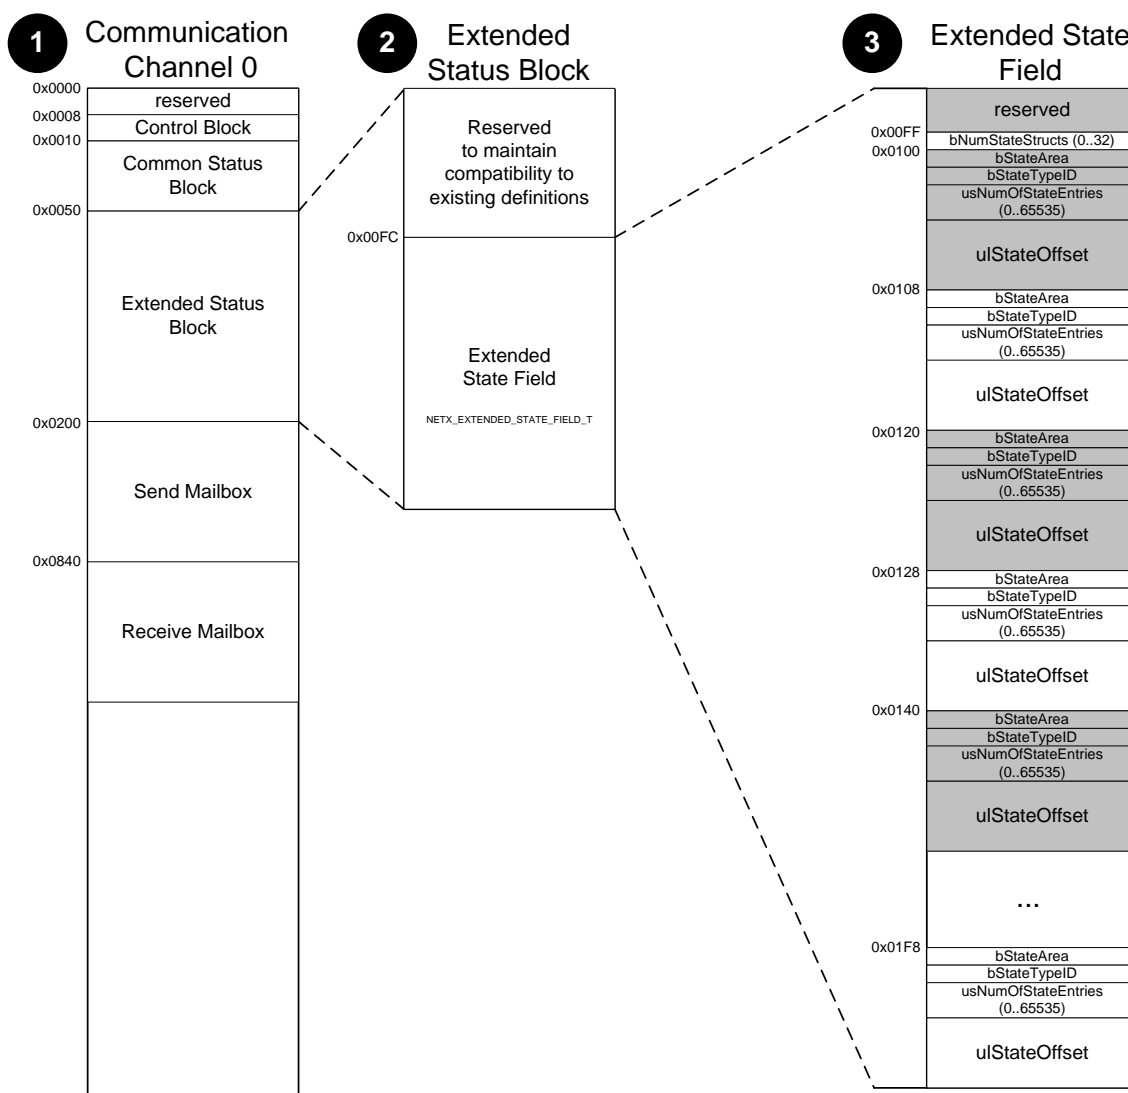 1
Communication
Channel 0
0x0000
reserved
0x0008
Control Block
0x0010
Common Status
Block
0x0050
Extended Status
Block
0x0200
Send Mailbox
0x0840
Receive Mailbox
2
Extended
Status Block
Reserved
to maintain
compatibility to
existing definitions
0x00FC
Extended
State Field
NETX_EXTENDED_STATE_FIELD_T
3
Extended State
Field
reserved
0x00FF
bNumStateStructs (0..32)
0x0100
bStateArea
bStateTypeID
usNumOfStateEntries
(0..65535)
ulStateOffset
0x0108
bStateArea
bStateTypeID
usNumOfStateEntries
(0..65535)
ulStateOffset
0x0120
bStateArea
bStateTypeID
usNumOfStateEntries
(0..65535)
ulStateOffset
0x0128
bStateArea
bStateTypeID
usNumOfStateEntries
(0..65535)
ulStateOffset
0x0140
bStateArea
bStateTypeID
usNumOfStateEntries
(0..65535)
ulStateOffset
...
0x01F8
bStateArea
bStateTypeID
usNumOfStateEntries
(0..65535)
ulStateOffset